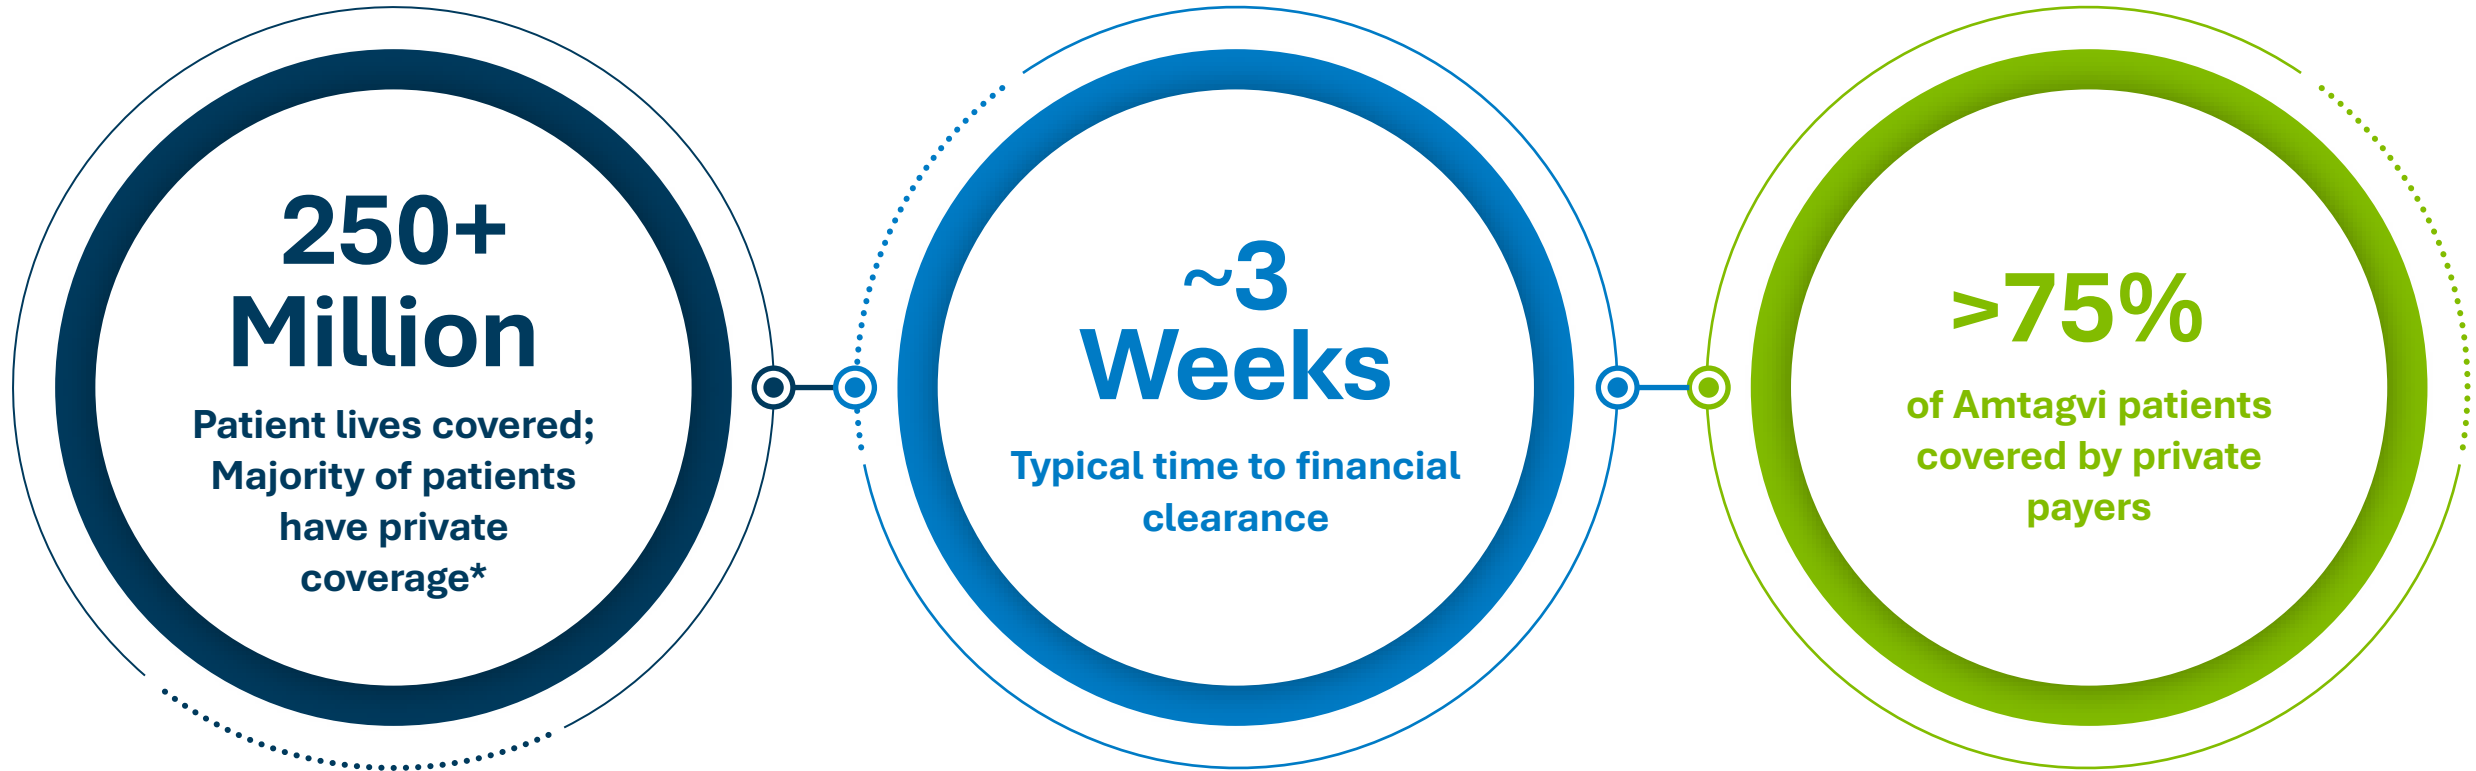 250+
Million
Patient lives covered;
Majority of patients
have private
coverage*
~3
Weeks
Typical time to financial
clearance
>75%
of Amtagvi patients
covered by private
payers